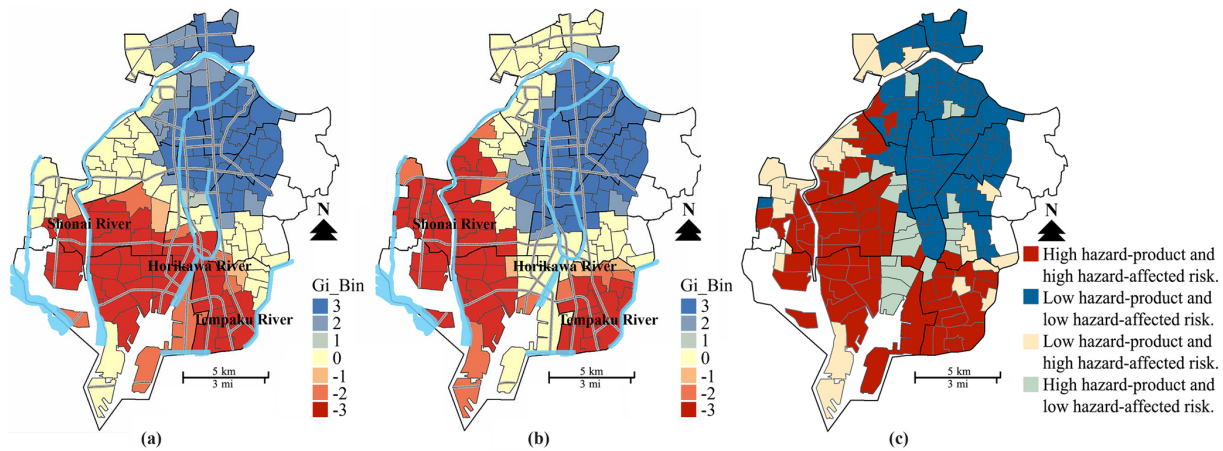 N
Shonai River
Horikawa River
Tempaku River
Gi_Bin
3
2
1
0
-1
-2
-3
5 km
3 mi
(a)
N
Shonai River
Horikawa River
Tempaku River
Gi_Bin
3
2
1
0
-1
-2
-3
5 km
3 mi
(b)
N
High hazard-product and
high hazard-affected risk.
Low hazard-product and
low hazard-affected risk.
Low hazard-product and
high hazard-affected risk.
High hazard-product and
low hazard-affected risk.
5 km
3 mi
(c)